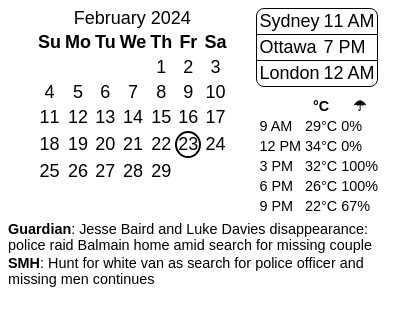 February 2024
Su Mo Tu We Th Fr Sa
1 2 3
4 5 6 7 8 9 10
11 12 13 14 15 16 17
18 19 20 21 22 23 24
25 26 27 28 29
Sydney 11 AM
Ottawa 7 PM
London 12 AM
°C ☂
9 AM 29°C 0%
12 PM 34°C 0%
3 PM 32°C 100%
6 PM 26°C 100%
9 PM 22°C 67%
Guardian: Jesse Baird and Luke Davies disappearance:
police raid Balmain home amid search for missing couple
SMH: Hunt for white van as search for police officer and
missing men continues